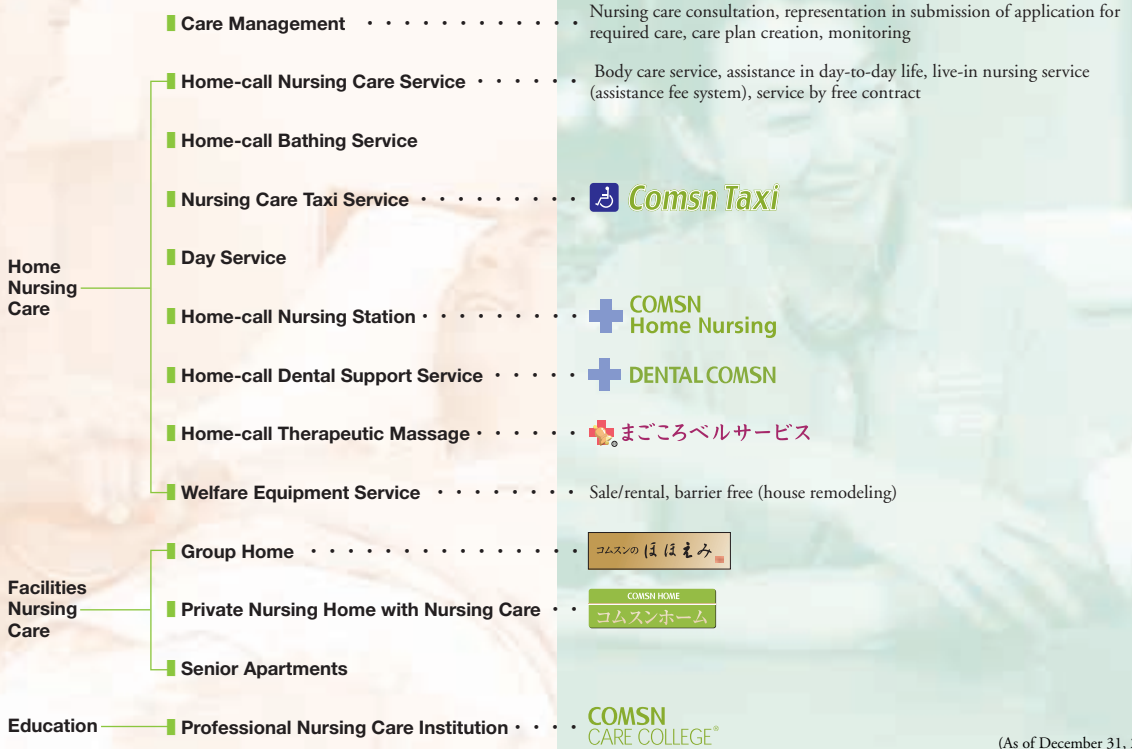 Care Management ・・・・・・・・・・・・・ Nursing care consultation, representation in submission of application for
required care, care plan creation, monitoring
Home-call Nursing Care Service ・・・・・・ Body care service, assistance in day-to-day life, live-in nursing service
(assistance fee system), service by free contract
Home-call Bathing Service
Nursing Care Taxi Service ・・・・・・・・・・ Comsn Taxi
Day Service
Home
Nursing
Care
Home-call Nursing Station ・・・・・・・・・ COMSN
Home Nursing
Home-call Dental Support Service ・・・・・ DENTAL COMSN
Home-call Therapeutic Massage ・・・・・・ まごころベルサービス
Welfare Equipment Service ・・・・・・・・ Sale/rental, barrier free (house remodeling)
Group Home ・・・・・・・・・・・・・・・ コムスンの ほほえみ
Facilities
Nursing
Care
Private Nursing Home with Nursing Care ・・ COMSN HOME
コムスンホーム
Senior Apartments
Education
Professional Nursing Care Institution ・・・・ COMSN
CARE COLLEGE®
(As of December 31,